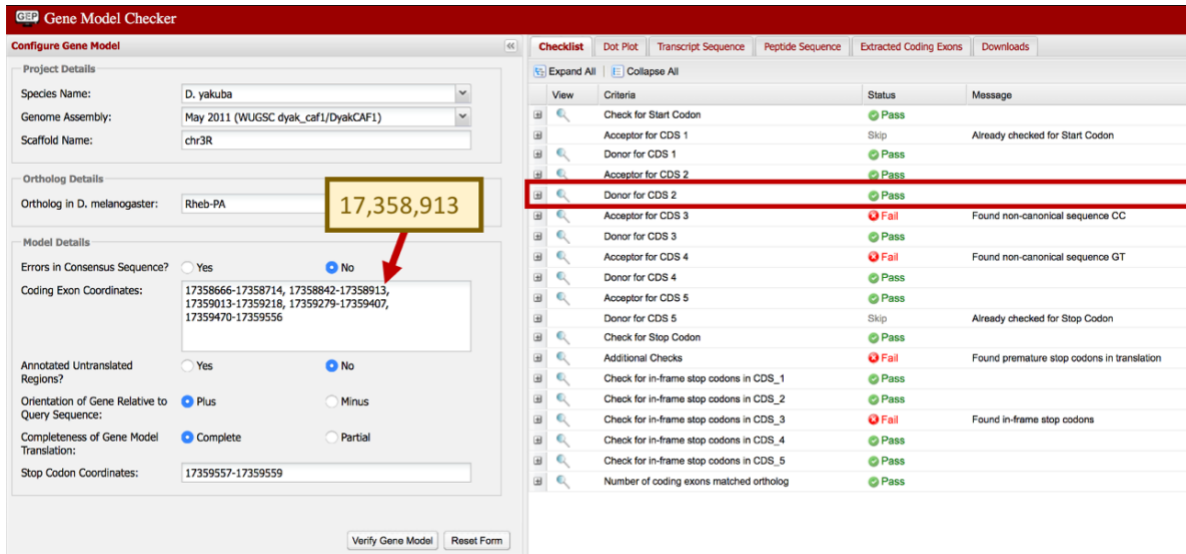 GEP Gene Model Checker
Configure Gene Model
Project Details
Species Name: D. yakuba
Genome Assembly: May 2011 (WUGSC dyak_caf1/DyakCAF1)
Scaffold Name: chr3R
Ortholog Details
Ortholog in D. melanogaster: Rheb-PA
17,358,913
Model Details
Errors in Consensus Sequence? Yes No
Coding Exon Coordinates: 17358666-17358714, 17358842-17358913,
17359013-17359218, 17359279-17359407,
17359470-17359556
Annotated Untranslated Regions? Yes No
Orientation of Gene Relative to Query Sequence: Plus Minus
Completeness of Gene Model Translation: Complete Partial
Stop Codon Coordinates: 17359557-17359559
Verify Gene Model Reset Form
Checklist Dot Plot Transcript Sequence Peptide Sequence Extracted Coding Exons Downloads
Expand All Collapse All
View Criteria Status Message
Check for Start Codon Pass
Acceptor for CDS 1 Skip Already checked for Start Codon
Donor for CDS 1 Pass
Acceptor for CDS 2 Pass
Donor for CDS 2 Pass
Acceptor for CDS 3 Fail Found non-canonical sequence CC
Donor for CDS 3 Pass
Acceptor for CDS 4 Fail Found non-canonical sequence GT
Donor for CDS 4 Pass
Acceptor for CDS 5 Pass
Donor for CDS 5 Skip Already checked for Stop Codon
Check for Stop Codon Pass
Additional Checks Fail Found premature stop codons in translation
Check for in-frame stop codons in CDS_1 Pass
Check for in-frame stop codons in CDS_2 Pass
Check for in-frame stop codons in CDS_3 Fail Found in-frame stop codons
Check for in-frame stop codons in CDS_4 Pass
Check for in-frame stop codons in CDS_5 Pass
Number of coding exons matched ortholog Pass